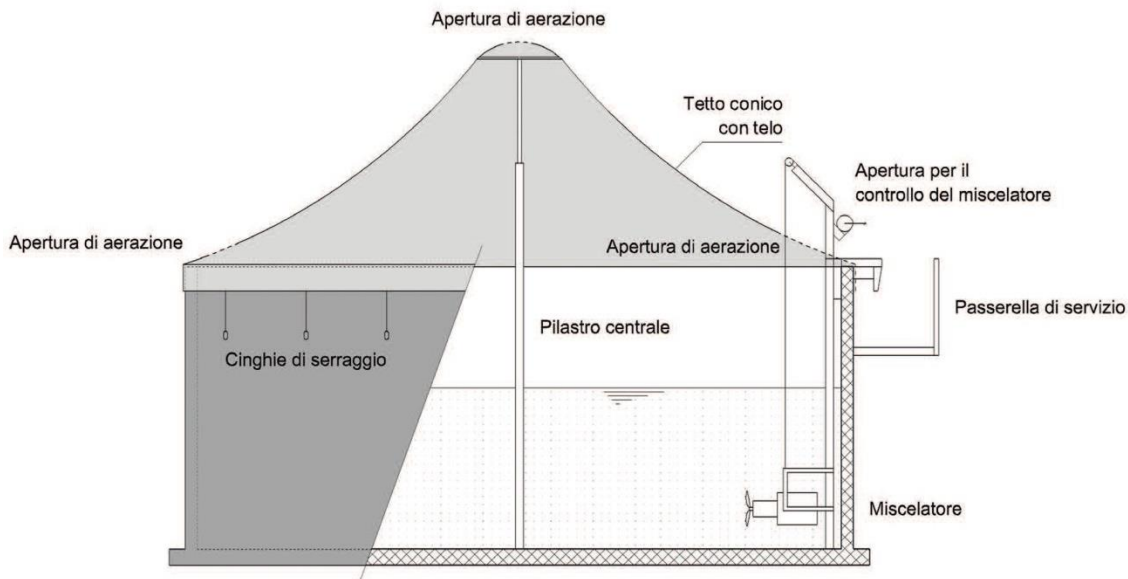 Apertura di aerazione
Tetto conico
con telo
Apertura per il
controllo del miscelatore
Apertura di aerazione
Apertura di aerazione
Passerella di servizio
Pilastro centrale
Cinghie di serraggio
Miscelatore